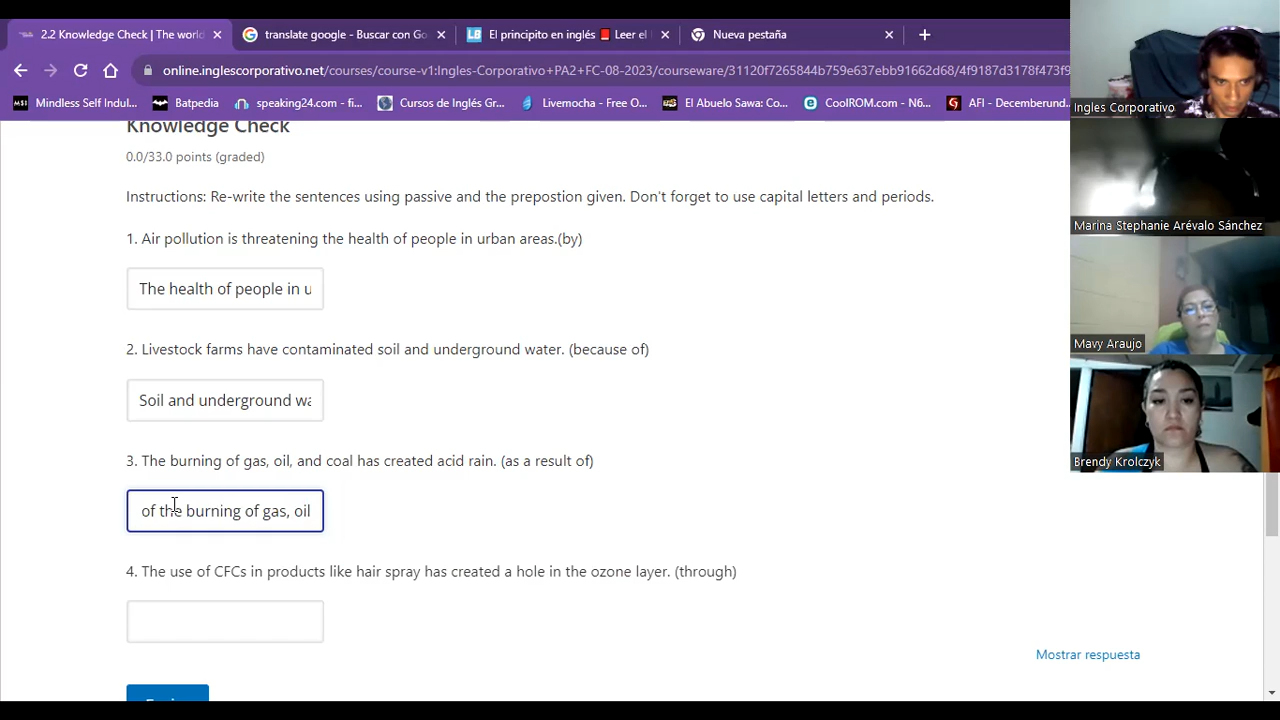 2.2 Knowledge Check | The world
translate google - Buscar con Go
El principito en inglés 📕 Leer el
Nueva pestaña
online.inglescorporativo.net/courses/course-v1:Ingles-Corporativo+PA2+FC-08-2023/courseware/31120f7265844b759e637ebb91662d68/4f9187d3178f473f9
Mindless Self Indul...
Batpedia
speaking24.com - fi...
Cursos de Inglés Gr...
Livemocha - Free O...
El Abuelo Sawa: Co...
CoolROM.com - N6...
AFI - Decemberund...
Knowledge Check
0.0/33.0 points (graded)
Instructions: Re-write the sentences using passive and the prepostion given. Don't forget to use capital letters and periods.
1. Air pollution is threatening the health of people in urban areas.(by)
The health of people in u
2. Livestock farms have contaminated soil and underground water. (because of)
Soil and underground wa
3. The burning of gas, oil, and coal has created acid rain. (as a result of)
of the burning of gas, oil
4. The use of CFCs in products like hair spray has created a hole in the ozone layer. (through)
Mostrar respuesta
Ingles Corporativo
Marina Stephanie Arévalo Sánchez
Mavy Araujo
Brendy Krolczyk